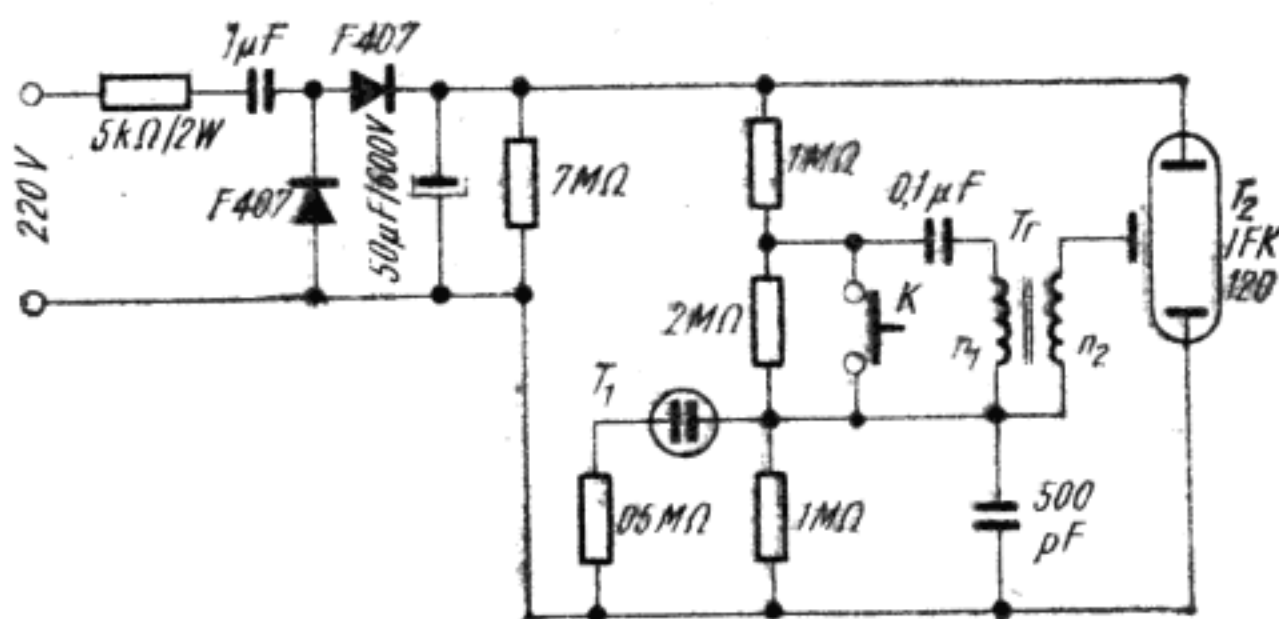 1µF
F407
5kΩ/2W
220V
F407
50µF/600V
7MΩ
1MΩ
0,1µF
Tr
T2
IFK
120
2MΩ
K
n1
n2
T1
05MΩ
1MΩ
500
pF